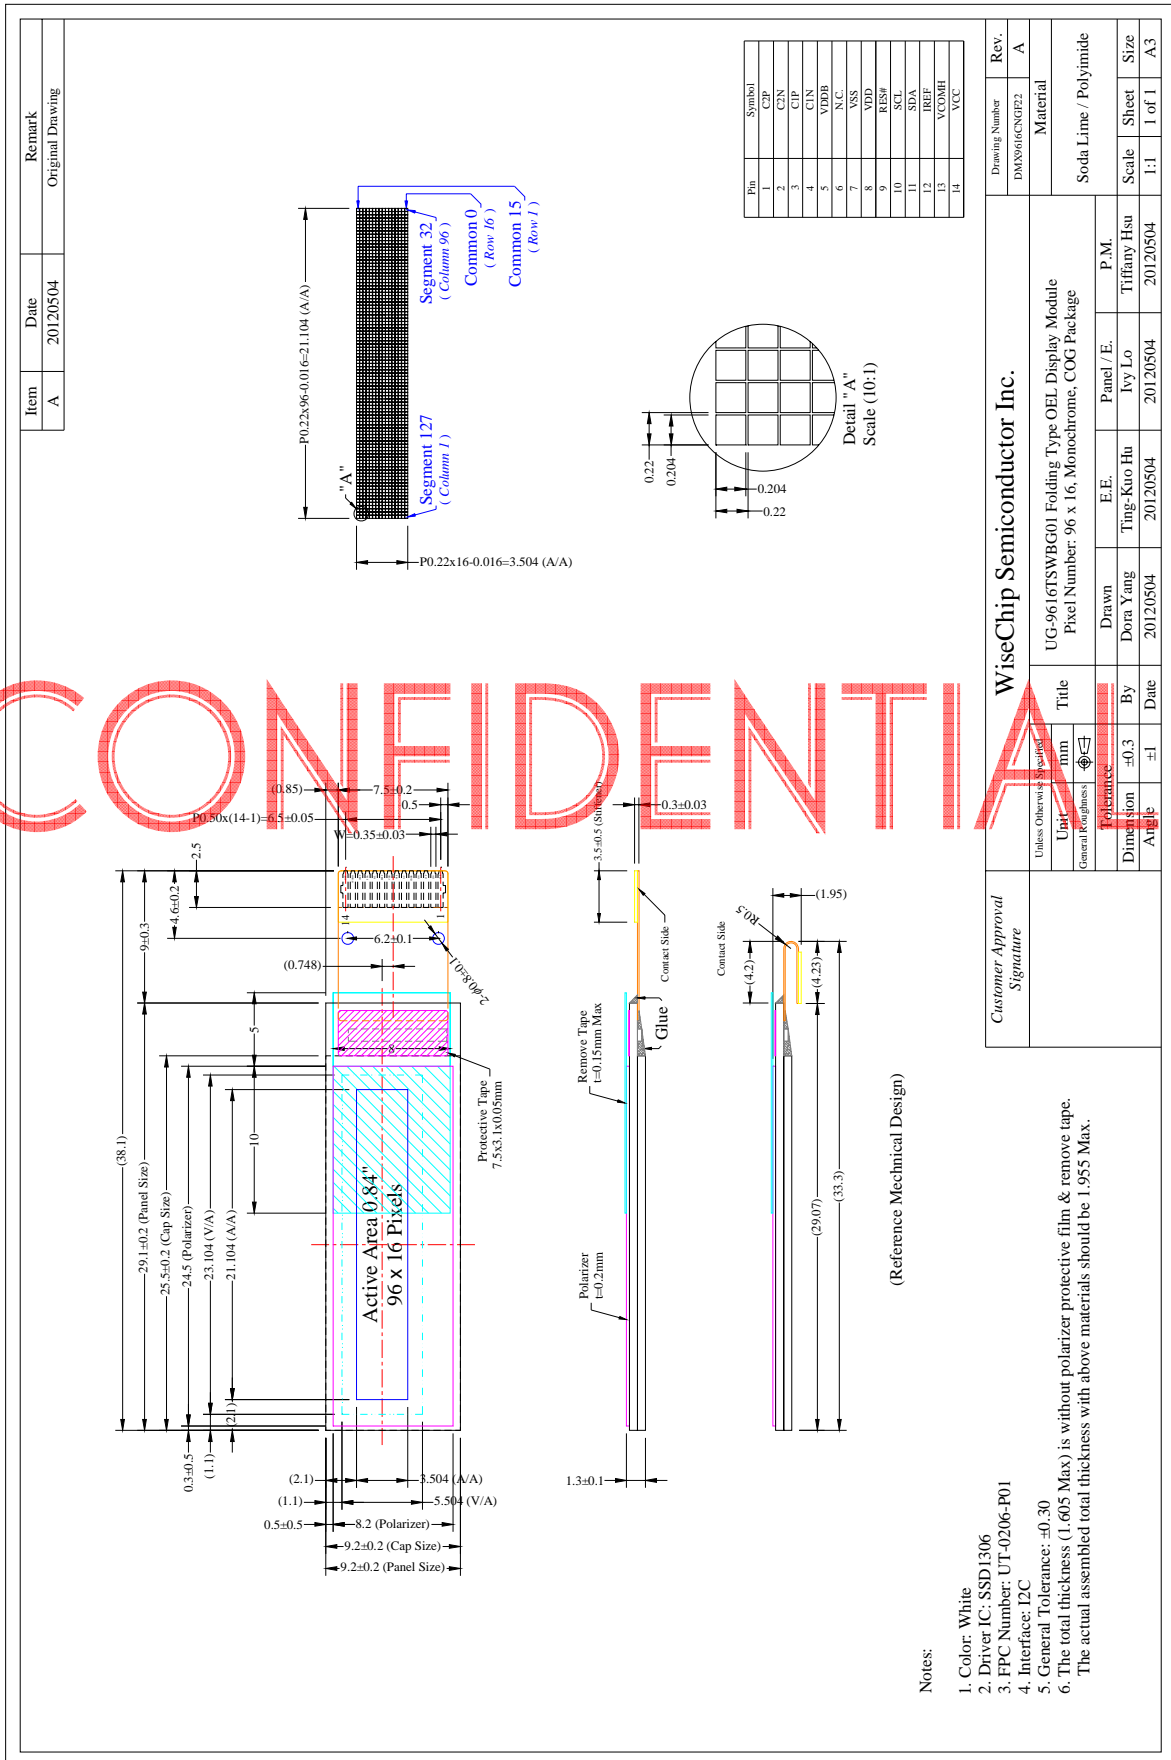 Item Date Remark
A 20120504 Original Drawing
CONFIDENTIAL
(38.1)
29.1±0.2 (Panel Size)
9±0.3
25.5±0.2 (Cap Size)
4.6±0.2
24.5 (Polarizer)
2.5
23.104 (V/A)
21.104 (A/A)
0.3±0.5
(1.1)
(2.1)
10
5
(0.748)
(0.85)
7.5±0.2
0.5
P0.50x(14-1)=6.5±0.05
W=0.35±0.03
14
1
6.2±0.1
2-φ0.8±0.1
8
Active Area 0.84"
96 x 16 Pixels
Protective Tape
7.5x3.1x0.05mm
(2.1)
3.504 (A/A)
(1.1)
5.504 (V/A)
0.5±0.5
8.2 (Polarizer)
9.2±0.2 (Cap Size)
9.2±0.2 (Panel Size)
P0.22x96-0.016=21.104 (A/A)
"A"
P0.22x16-0.016=3.504 (A/A)
Segment 127
( Column 1 )
Segment 32
( Column 96 )
Common 0
( Row 16 )
Common 15
( Row 1 )
3.5±0.5 (Stiffener)
0.3±0.03
Contact Side
Glue
Remove Tape
t=0.15mm Max
Polarizer
t=0.2mm
1.3±0.1
0.22
0.204
0.204
0.22
Detail "A"
Scale (10:1)
Contact Side
R0.5
(1.95)
(4.2)
(4.23)
(29.07)
(33.3)
(Reference Mechnical Design)
Pin Symbol
1 C2P
2 C2N
3 C1P
4 C1N
5 VDDB
6 N.C.
7 VSS
8 VDD
9 RES#
10 SCL
11 SDA
12 IREF
13 VCOMH
14 VCC
Notes:
1. Color: White
2. Driver IC: SSD1306
3. FPC Number: UT-0206-P01
4. Interface: I2C
5. General Tolerance: ±0.30
6. The total thickness (1.605 Max) is without polarizer protective film & remove tape.
The actual assembled total thickness with above materials should be 1.955 Max.
Customer Approval
Signature
WiseChip Semiconductor Inc.
Drawing Number Rev.
DMX9616CNGF22 A
Unless Otherwise Specified
Unit mm
General Roughness
Tolerance
Dimension ±0.3
Angle ±1
Title
UG-9616TSWBG01 Folding Type OEL Display Module
Pixel Number: 96 x 16, Monochrome, COG Package
Material
Soda Lime / Polyimide
Drawn E.E. Panel / E. P.M.
By Dora Yang Ting-Kuo Hu Ivy Lo Tiffany Hsu
Date 20120504 20120504 20120504 20120504
Scale Sheet Size
1:1 1 of 1 A3